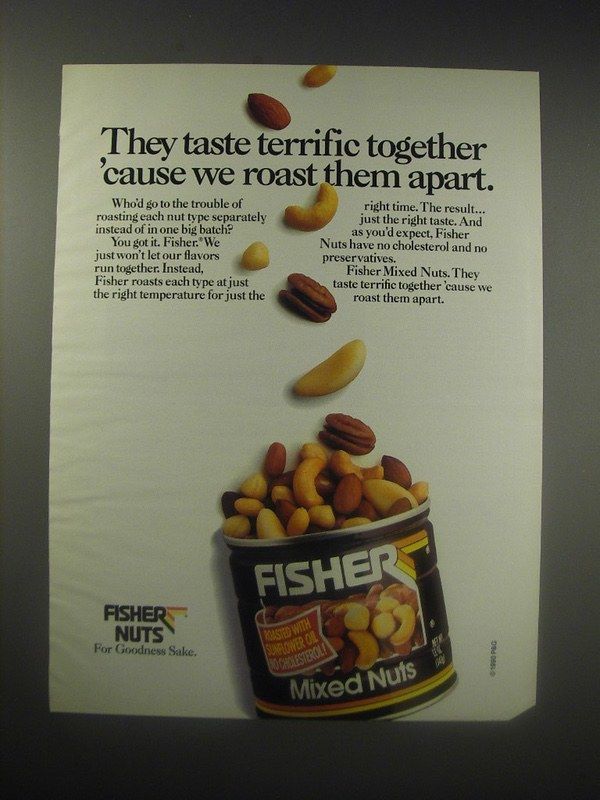 They taste terrific together
'cause we roast them apart.
Who'd go to the trouble of
roasting each nut type separately
instead of in one big batch?
You got it. Fisher.® We
just won't let our flavors
run together. Instead,
Fisher roasts each type at just
the right temperature for just the
right time. The result...
just the right taste. And
as you'd expect, Fisher
Nuts have no cholesterol and no
preservatives.
Fisher Mixed Nuts. They
taste terrific together 'cause we
roast them apart.
FISHER
ROASTED WITH
SUNFLOWER OIL
NO CHOLESTEROL!
NET WT.
12 OZ.
Mixed Nuts
FISHER
NUTS
For Goodness Sake.
© 1990 P&G